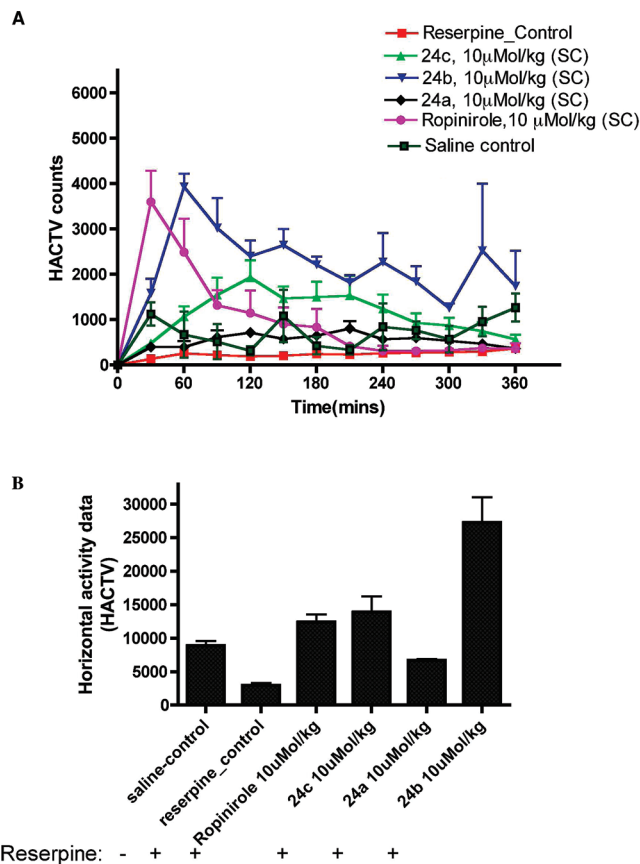 A
Reserpine_Control
24c, 10µMol/kg (SC)
24b, 10µMol/kg (SC)
24a, 10µMol/kg (SC)
Ropinirole,10 µMol/kg (SC)
Saline control
HACTV counts
6000
5000
4000
3000
2000
1000
0
0 60 120 180 240 300 360
Time(mins)
B
Horizontal activity data
(HACTV)
30000
25000
20000
15000
10000
5000
0
saline-control
reserpine_control
Ropinirole 10uMol/kg
24c 10uMol/kg
24a 10uMol/kg
24b 10uMol/kg
Reserpine: - + + + + +